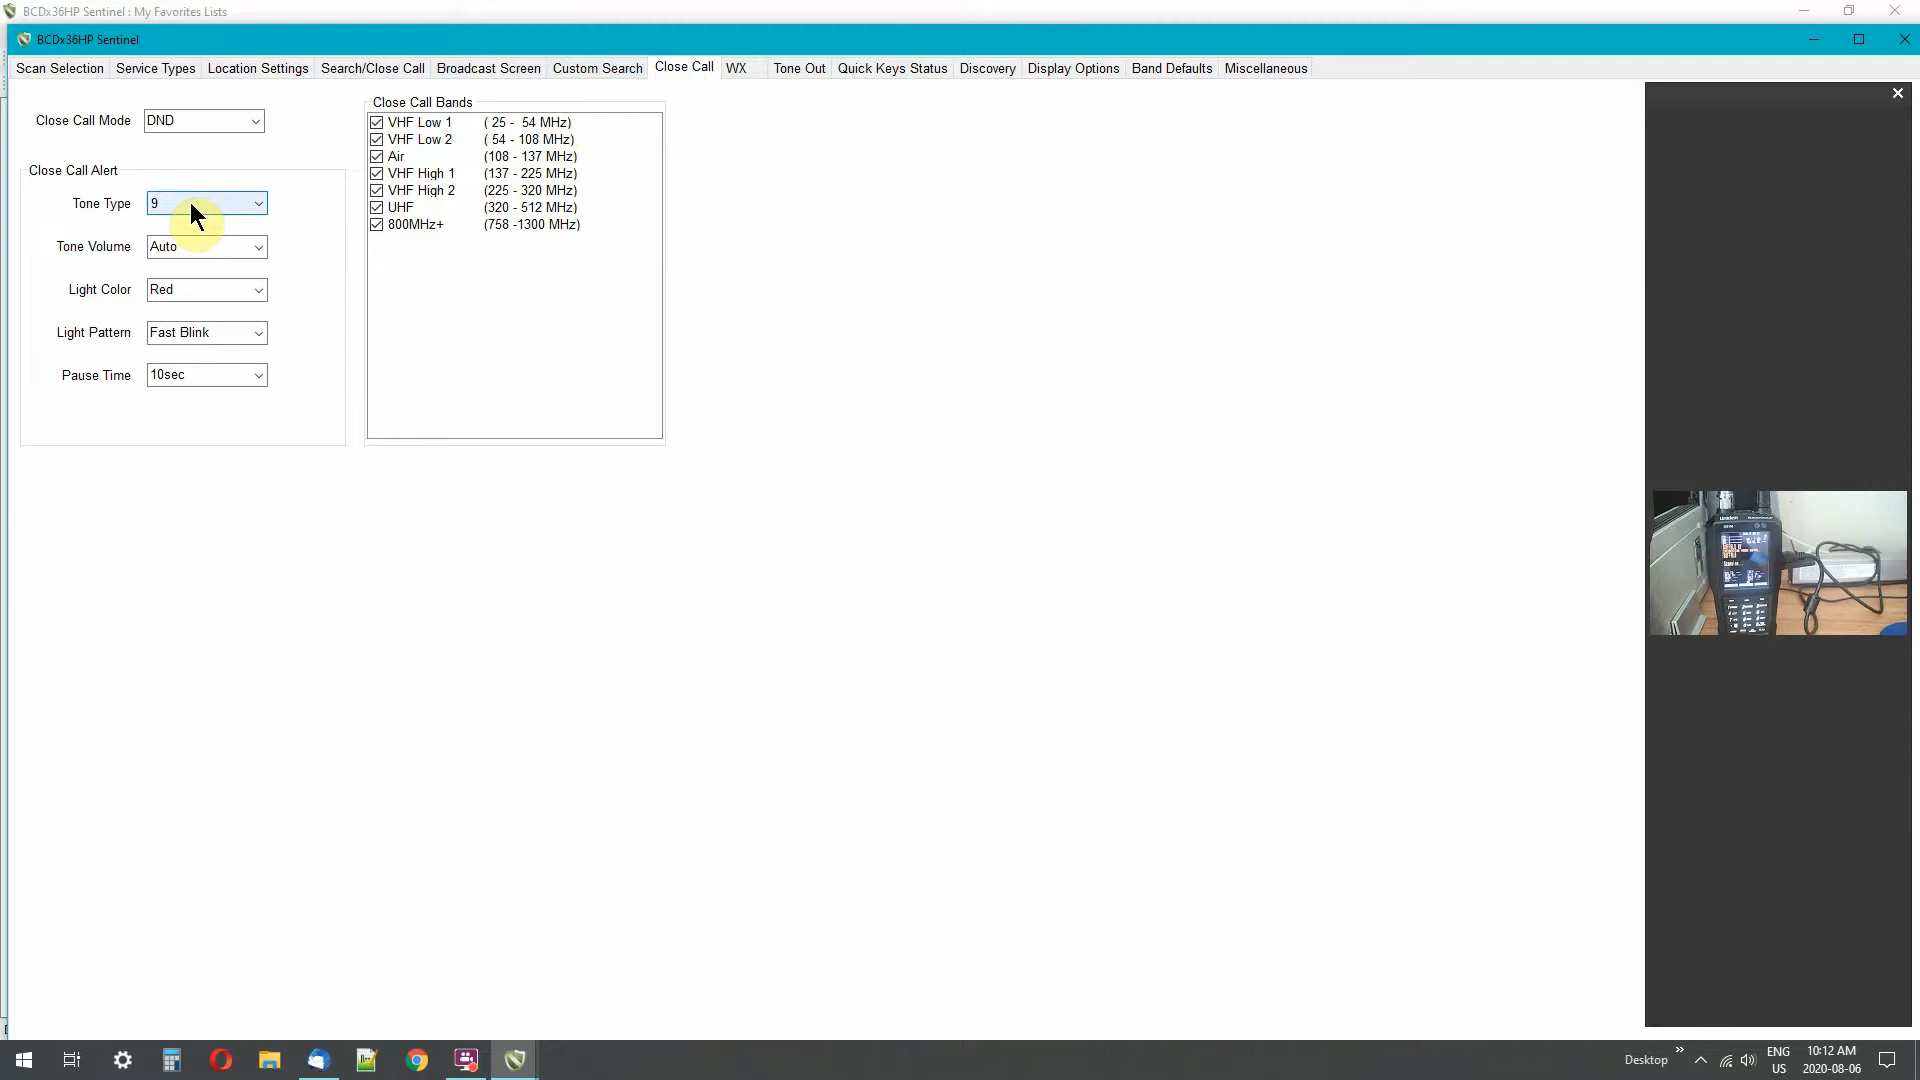 BCDx36HP Sentinel : My Favorites Lists
BCDx36HP Sentinel
Scan Selection Service Types Location Settings Search/Close Call Broadcast Screen Custom Search Close Call WX Tone Out Quick Keys Status Discovery Display Options Band Defaults Miscellaneous
Close Call Mode DND
Close Call Alert
Tone Type 9
Tone Volume Auto
Light Color Red
Light Pattern Fast Blink
Pause Time 10sec
Close Call Bands
VHF Low 1 ( 25 - 54 MHz)
VHF Low 2 ( 54 - 108 MHz)
Air (108 - 137 MHz)
VHF High 1 (137 - 225 MHz)
VHF High 2 (225 - 320 MHz)
UHF (320 - 512 MHz)
800MHz+ (758 -1300 MHz)
Uniden
Desktop
ENG
US
10:12 AM
2020-08-06